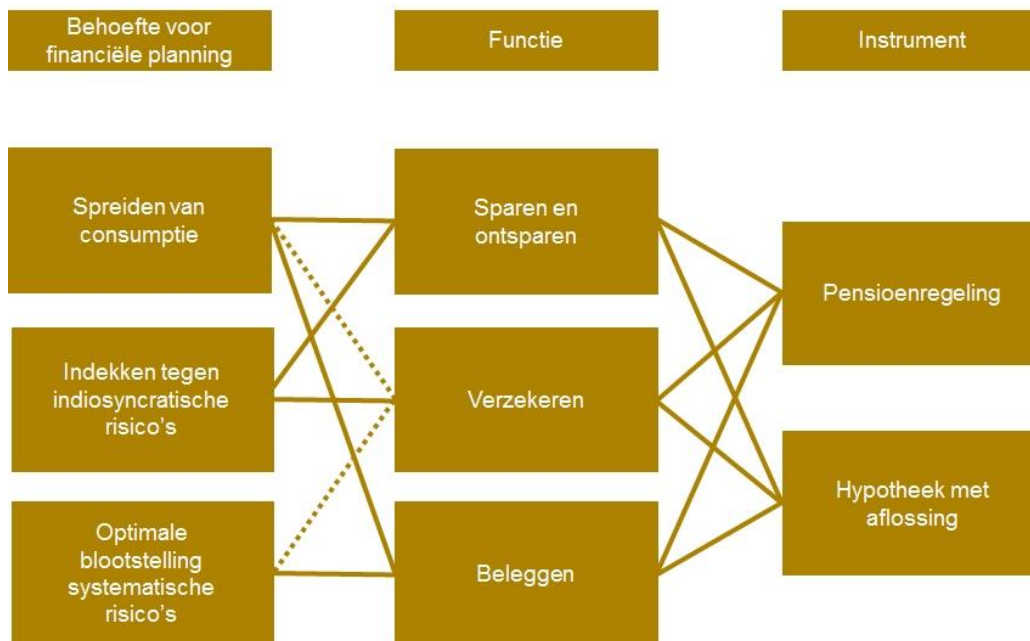 Behoefte voor
financiële planning
Functie
Instrument
Spreiden van
consumptie
Sparen en
ontsparen
Pensioenregeling
Indekken tegen
indiosyncratische
risico's
Verzekeren
Hypotheek met
aflossing
Optimale
blootstelling
systematische
risico's
Beleggen